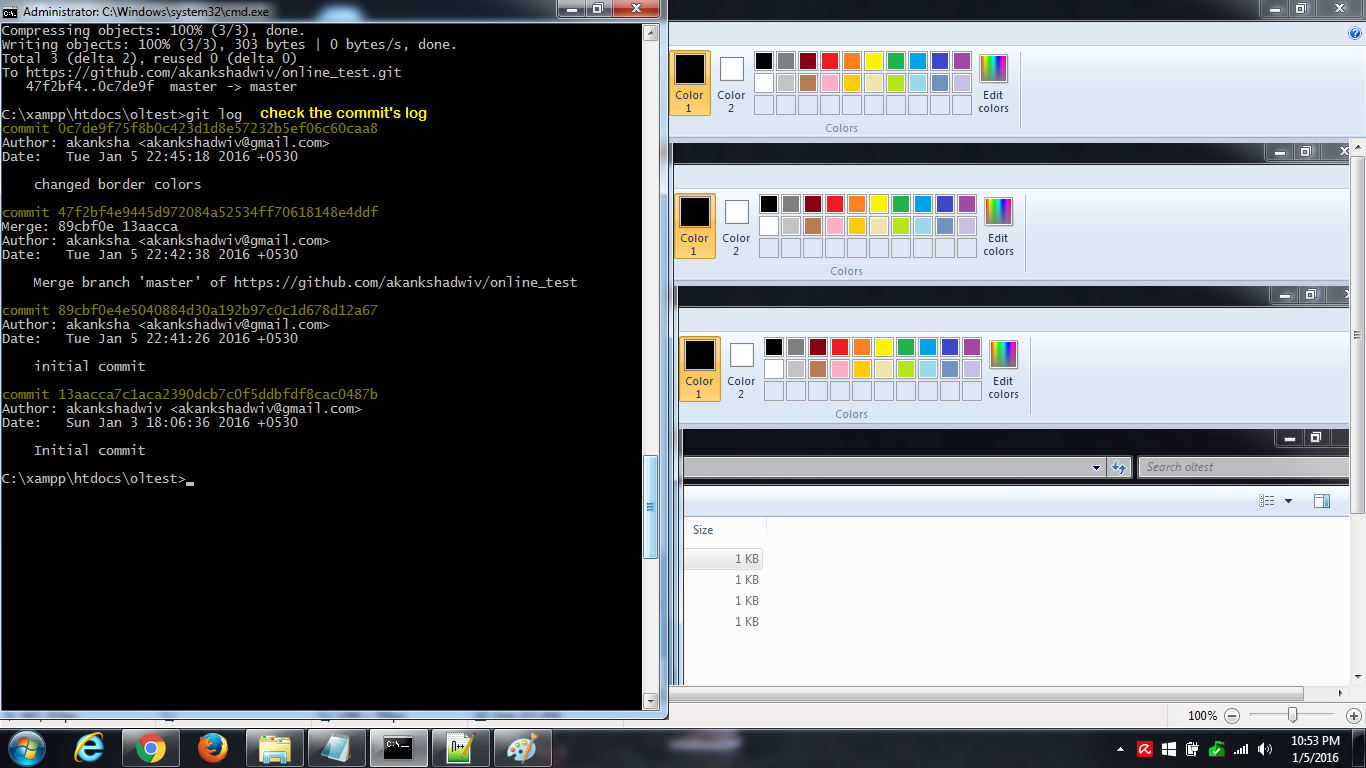 Administrator: C:\Windows\system32\cmd.exe
Compressing objects: 100% (3/3), done.
Writing objects: 100% (3/3), 303 bytes | 0 bytes/s, done.
Total 3 (delta 2), reused 0 (delta 0)
To https://github.com/akankshadwiv/online_test.git
   47f2bf4..0c7de9f  master -> master
C:\xampp\htdocs\oltest>git log check the commit's log
commit 0c7de9f75f8b0c423d1d8e57232b5ef06c60caa8
Author: akanksha <akankshadwiv@gmail.com>
Date:   Tue Jan 5 22:45:18 2016 +0530
    changed border colors
commit 47f2bf4e9445d972084a52534ff70618148e4ddf
Merge: 89cbf0e 13aacca
Author: akanksha <akankshadwiv@gmail.com>
Date:   Tue Jan 5 22:42:38 2016 +0530
    Merge branch 'master' of https://github.com/akankshadwiv/online_test
commit 89cbf0e4e5040884d30a192b97c0c1d678d12a67
Author: akanksha <akankshadwiv@gmail.com>
Date:   Tue Jan 5 22:41:26 2016 +0530
    initial commit
commit 13aacca7c1aca2390dcb7c0f5ddbfdf8cac0487b
Author: akankshadwiv <akankshadwiv@gmail.com>
Date:   Sun Jan 3 18:06:36 2016 +0530
    Initial commit
C:\xampp\htdocs\oltest>
Color 1
Color 2
Edit colors
Colors
Color 1
Color 2
Edit colors
Colors
Color 1
Color 2
Edit colors
Colors
Search oltest
Size
1 KB
1 KB
1 KB
1 KB
100%
10:53 PM
1/5/2016